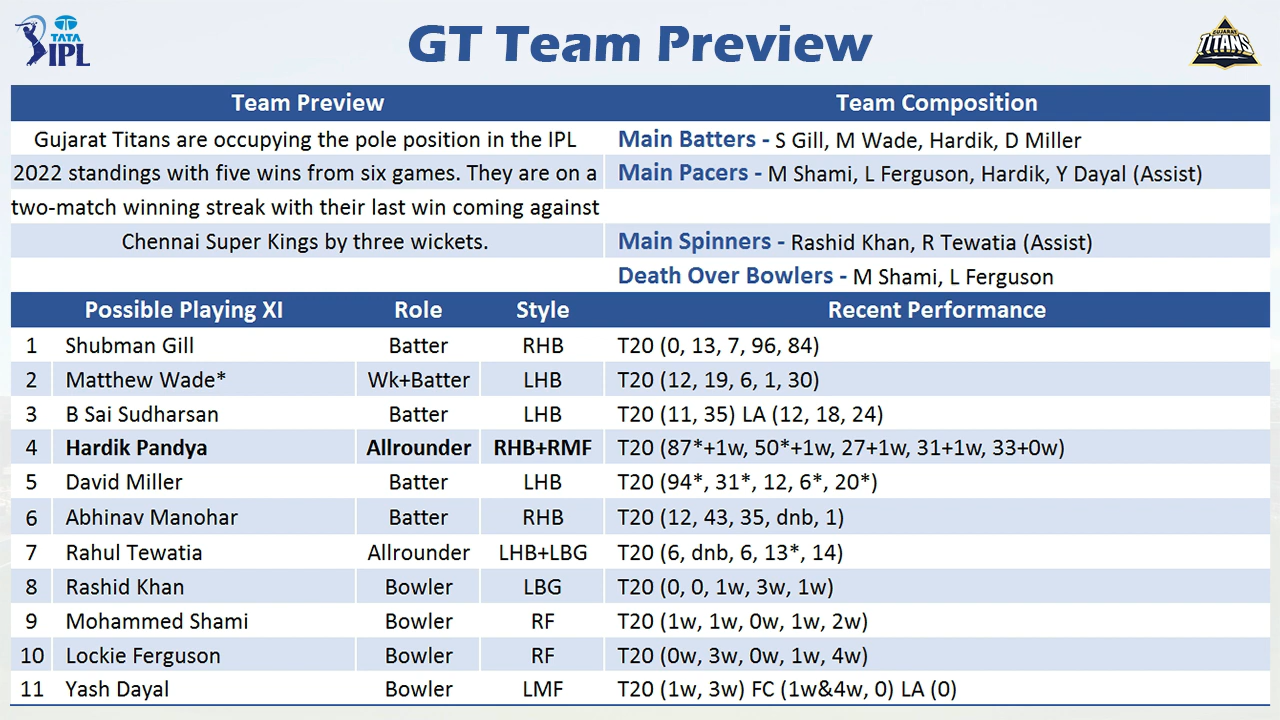 TATA
IPL
GT Team Preview
GUJARAT
TITANS
Team Preview
Team Composition
Gujarat Titans are occupying the pole position in the IPL
Main Batters - S Gill, M Wade, Hardik, D Miller
2022 standings with five wins from six games. They are on a
Main Pacers - M Shami, L Ferguson, Hardik, Y Dayal (Assist)
two-match winning streak with their last win coming against
Chennai Super Kings by three wickets.
Main Spinners - Rashid Khan, R Tewatia (Assist)
Death Over Bowlers - M Shami, L Ferguson
Possible Playing XI Role Style Recent Performance
1 Shubman Gill Batter RHB T20 (0, 13, 7, 96, 84)
2 Matthew Wade* Wk+Batter LHB T20 (12, 19, 6, 1, 30)
3 B Sai Sudharsan Batter LHB T20 (11, 35) LA (12, 18, 24)
4 Hardik Pandya Allrounder RHB+RMF T20 (87*+1w, 50*+1w, 27+1w, 31+1w, 33+0w)
5 David Miller Batter LHB T20 (94*, 31*, 12, 6*, 20*)
6 Abhinav Manohar Batter RHB T20 (12, 43, 35, dnb, 1)
7 Rahul Tewatia Allrounder LHB+LBG T20 (6, dnb, 6, 13*, 14)
8 Rashid Khan Bowler LBG T20 (0, 0, 1w, 3w, 1w)
9 Mohammed Shami Bowler RF T20 (1w, 1w, 0w, 1w, 2w)
10 Lockie Ferguson Bowler RF T20 (0w, 3w, 0w, 1w, 4w)
11 Yash Dayal Bowler LMF T20 (1w, 3w) FC (1w&4w, 0) LA (0)